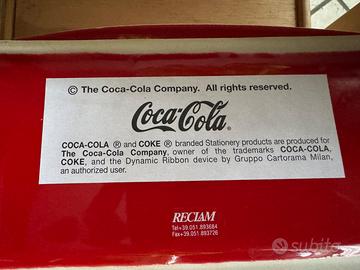 © The Coca-Cola Company. All rights reserved.
Coca-Cola®
COCA-COLA ® and COKE ® branded Stationery products are produced for
The Coca-Cola Company, owner of the trademarks COCA-COLA,
COKE, and the Dynamic Ribbon device by Gruppo Cartorama Milan,
an authorized user.
RECLAM
Tel+39.051.893684
Fax+39.051.893726
subito